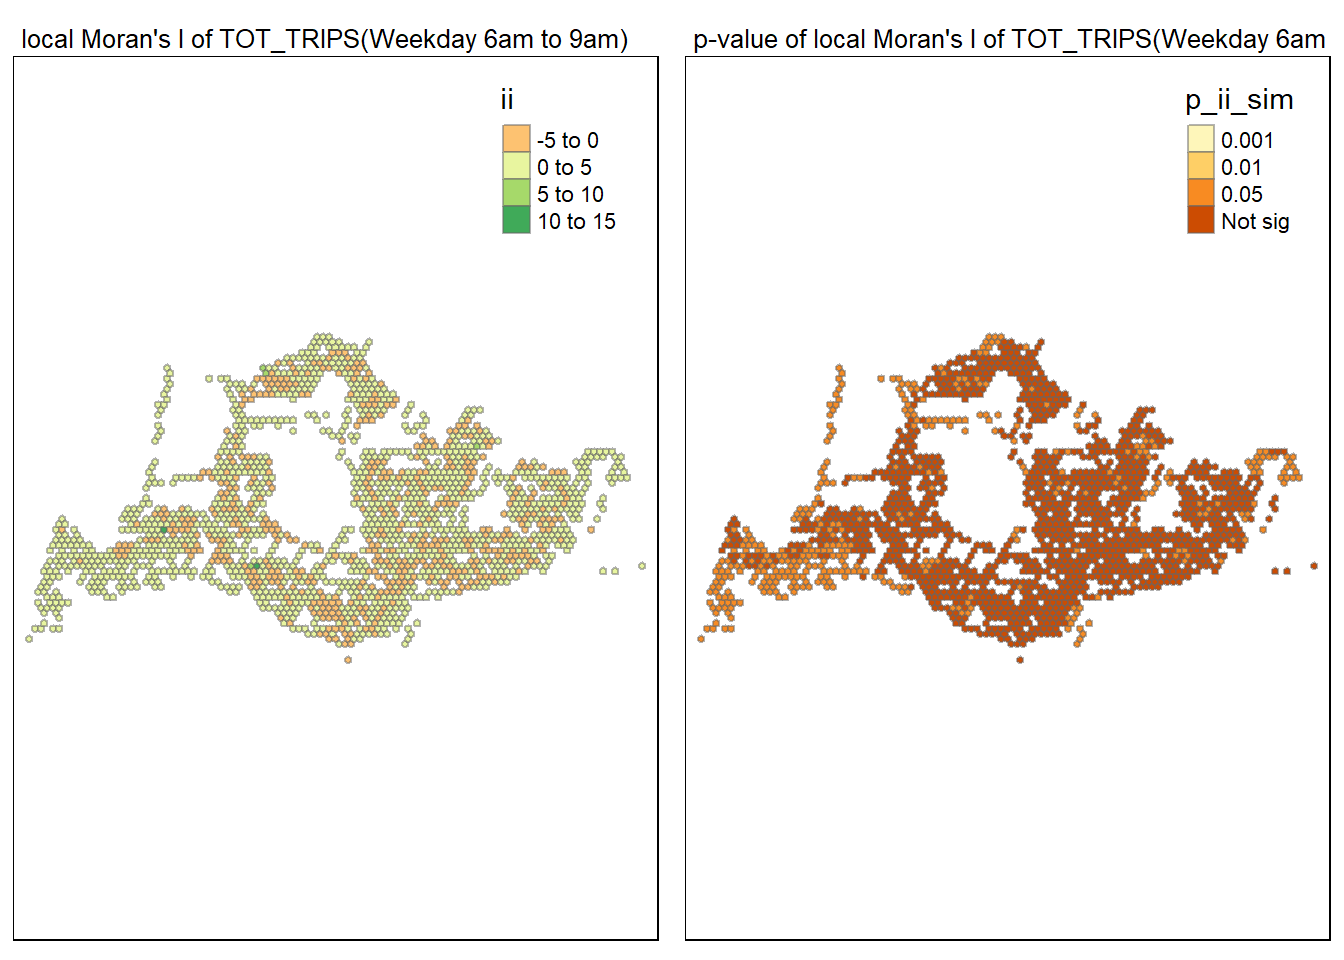 local Moran's I of TOT_TRIPS(Weekday 6am to 9am)
ii
-5 to 0
0 to 5
5 to 10
10 to 15
p-value of local Moran's I of TOT_TRIPS(Weekday 6am
p_ii_sim
0.001
0.01
0.05
Not sig